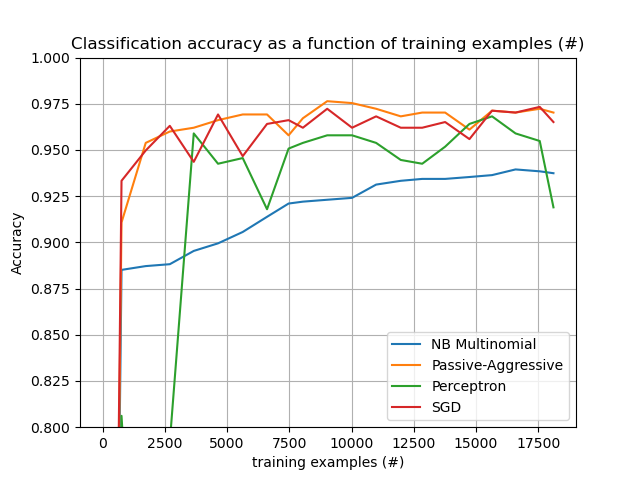 Classification accuracy as a function of training examples (#)
1.000
0.975
0.950
0.925
0.900
0.875
0.850
0.825
0.800
Accuracy
NB Multinomial
Passive-Aggressive
Perceptron
SGD
0 2500 5000 7500 10000 12500 15000 17500
training examples (#)